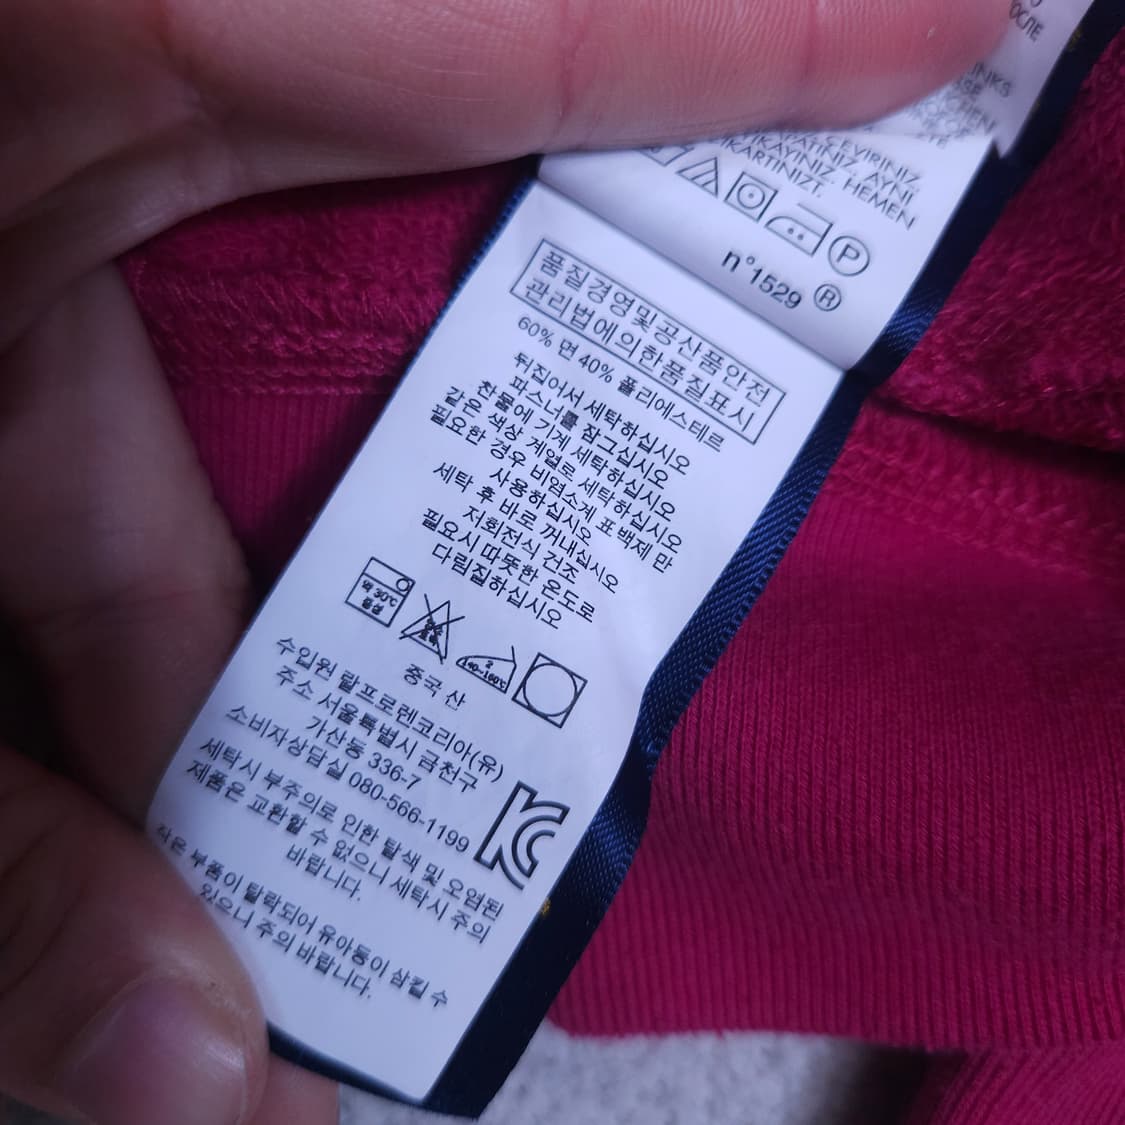 ОСЛЕ
ÇEVIRINIZ.
YIKAYINIZ. AYNI
ÇIKARTINIZT. HEMEN
P
n°1529 ®
품질경영및공산품안전
관리법에의한품질표시
60% 면 40% 폴리에스테르
뒤집어서 세탁하십시오
파스너를 잠그십시오
찬물에 기계 세탁하십시오
같은 색상 계열로 세탁하십시오
필요한 경우 비염소계 표백제 만
사용하십시오
세탁 후 바로 꺼내십시오
저회전식 건조
필요시 따뜻한 온도로
다림질하십시오
약 30℃
중성
염소
표백
2
140~160℃
중국 산
수입원 랄프로렌코리아(유)
주소 서울특별시 금천구
가산동 336-7
소비자상담실 080-566-1199
세탁시 부주의로 인한 탈색 및 오염된
제품은 교환할 수 없으니 세탁시 주의
바랍니다.
작은 부품이 탈락되어 유아동이 삼킬 수
있으니 주의 바랍니다.